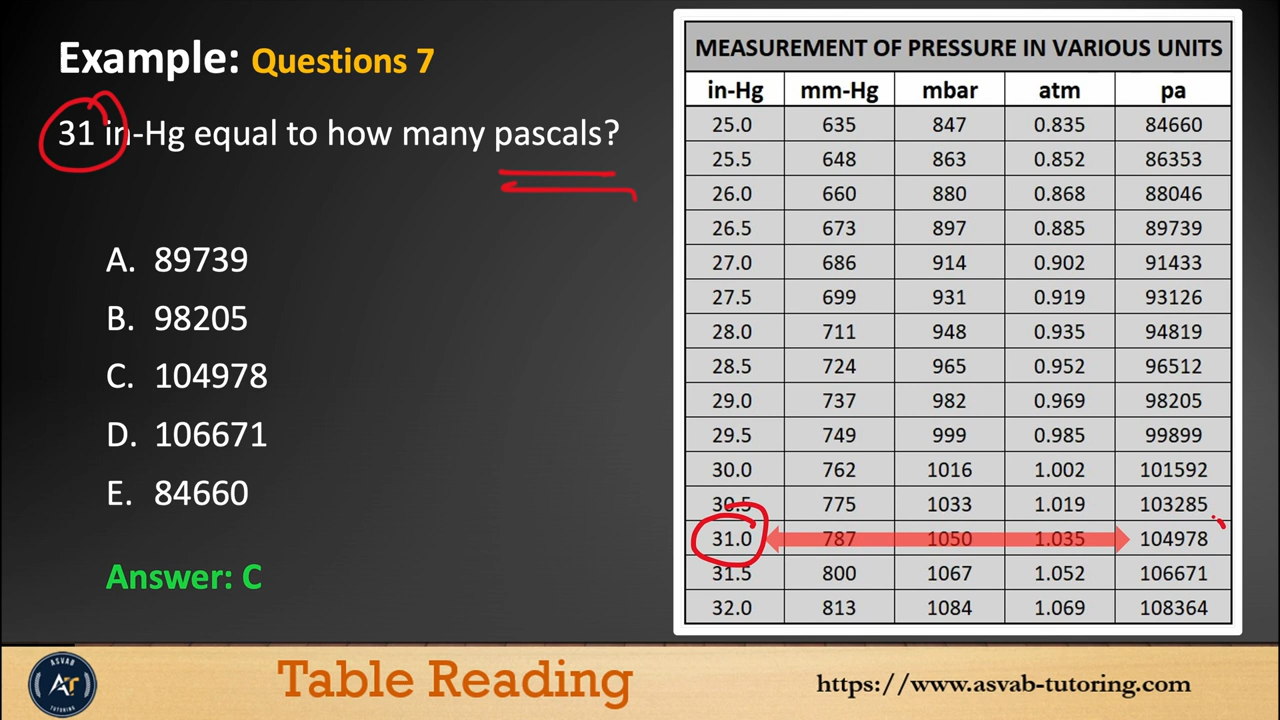 Example: Questions 7
31 in-Hg equal to how many pascals?
A. 89739
B. 98205
C. 104978
D. 106671
E. 84660
Answer: C
MEASUREMENT OF PRESSURE IN VARIOUS UNITS
in-Hg mm-Hg mbar atm pa
25.0 635 847 0.835 84660
25.5 648 863 0.852 86353
26.0 660 880 0.868 88046
26.5 673 897 0.885 89739
27.0 686 914 0.902 91433
27.5 699 931 0.919 93126
28.0 711 948 0.935 94819
28.5 724 965 0.952 96512
29.0 737 982 0.969 98205
29.5 749 999 0.985 99899
30.0 762 1016 1.002 101592
30.5 775 1033 1.019 103285
31.0 787 1050 1.035 104978
31.5 800 1067 1.052 106671
32.0 813 1084 1.069 108364
ASVAB
AT
TUTORING
Table Reading
https://www.asvab-tutoring.com